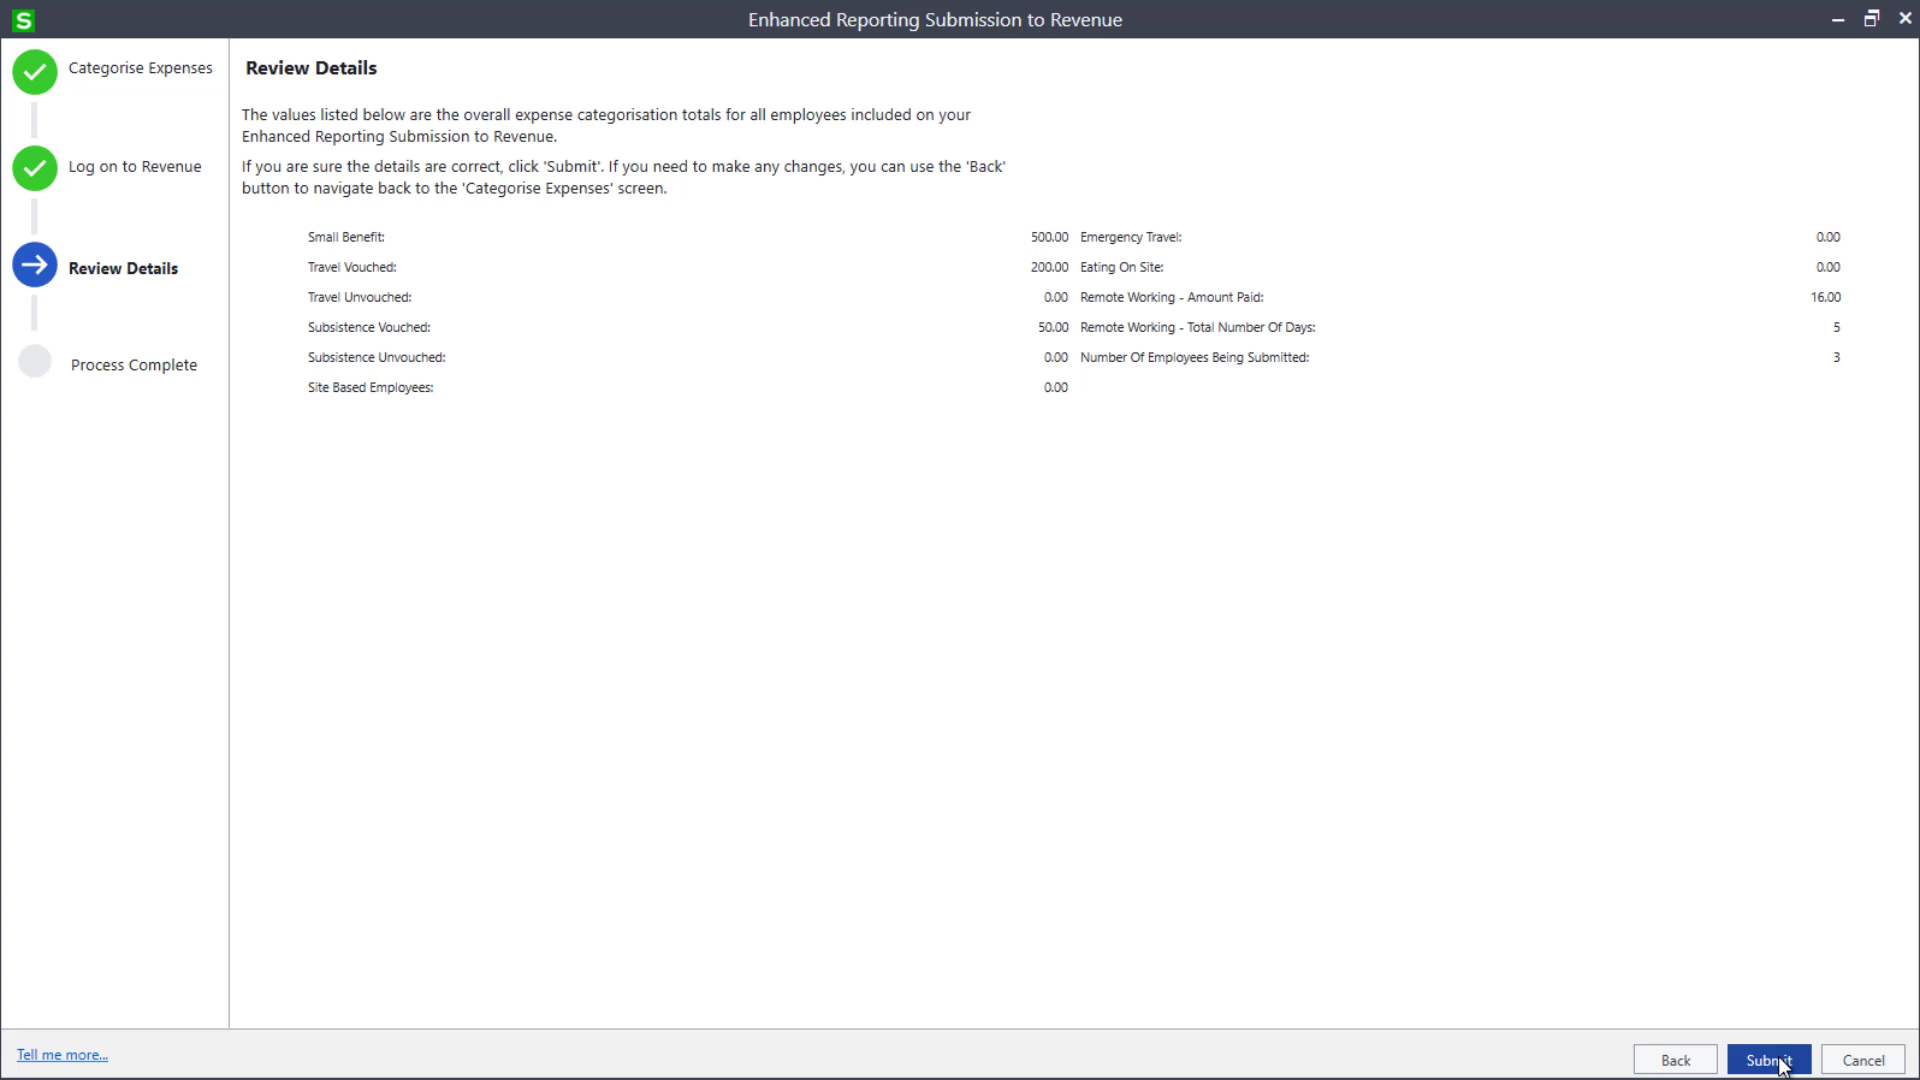 S
Enhanced Reporting Submission to Revenue
Categorise Expenses
Log on to Revenue
Review Details
Process Complete
Review Details
The values listed below are the overall expense categorisation totals for all employees included on your
Enhanced Reporting Submission to Revenue.
If you are sure the details are correct, click 'Submit'. If you need to make any changes, you can use the 'Back'
button to navigate back to the 'Categorise Expenses' screen.
Small Benefit: 500.00 Emergency Travel: 0.00
Travel Vouched: 200.00 Eating On Site: 0.00
Travel Unvouched: 0.00 Remote Working - Amount Paid: 16.00
Subsistence Vouched: 50.00 Remote Working - Total Number Of Days: 5
Subsistence Unvouched: 0.00 Number Of Employees Being Submitted: 3
Site Based Employees: 0.00
Tell me more...
Back Submit Cancel